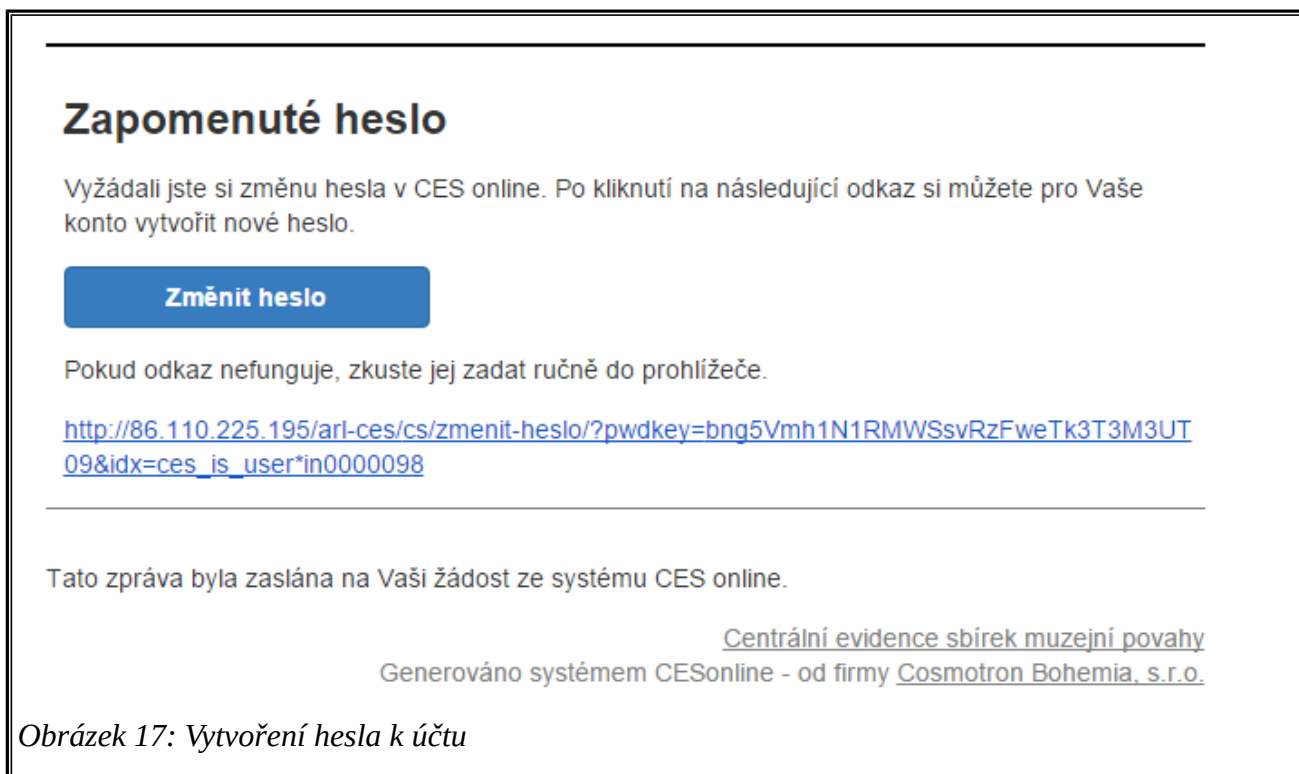 Zapomenuté heslo
Vyžádali jste si změnu hesla v CES online. Po kliknutí na následující odkaz si můžete pro Vaše
konto vytvořit nové heslo.
Změnit heslo
Pokud odkaz nefunguje, zkuste jej zadat ručně do prohlížeče.
http://86.110.225.195/arl-ces/cs/zmenit-heslo/?pwdkey=bng5Vmh1N1RMWSsvRzFweTk3T3M3UT
09&idx=ces_is_user*in0000098
Tato zpráva byla zaslána na Vaši žádost ze systému CES online.
Centrální evidence sbírek muzejní povahy
Generováno systémem CESonline - od firmy Cosmotron Bohemia, s.r.o.
Obrázek 17: Vytvoření hesla k účtu